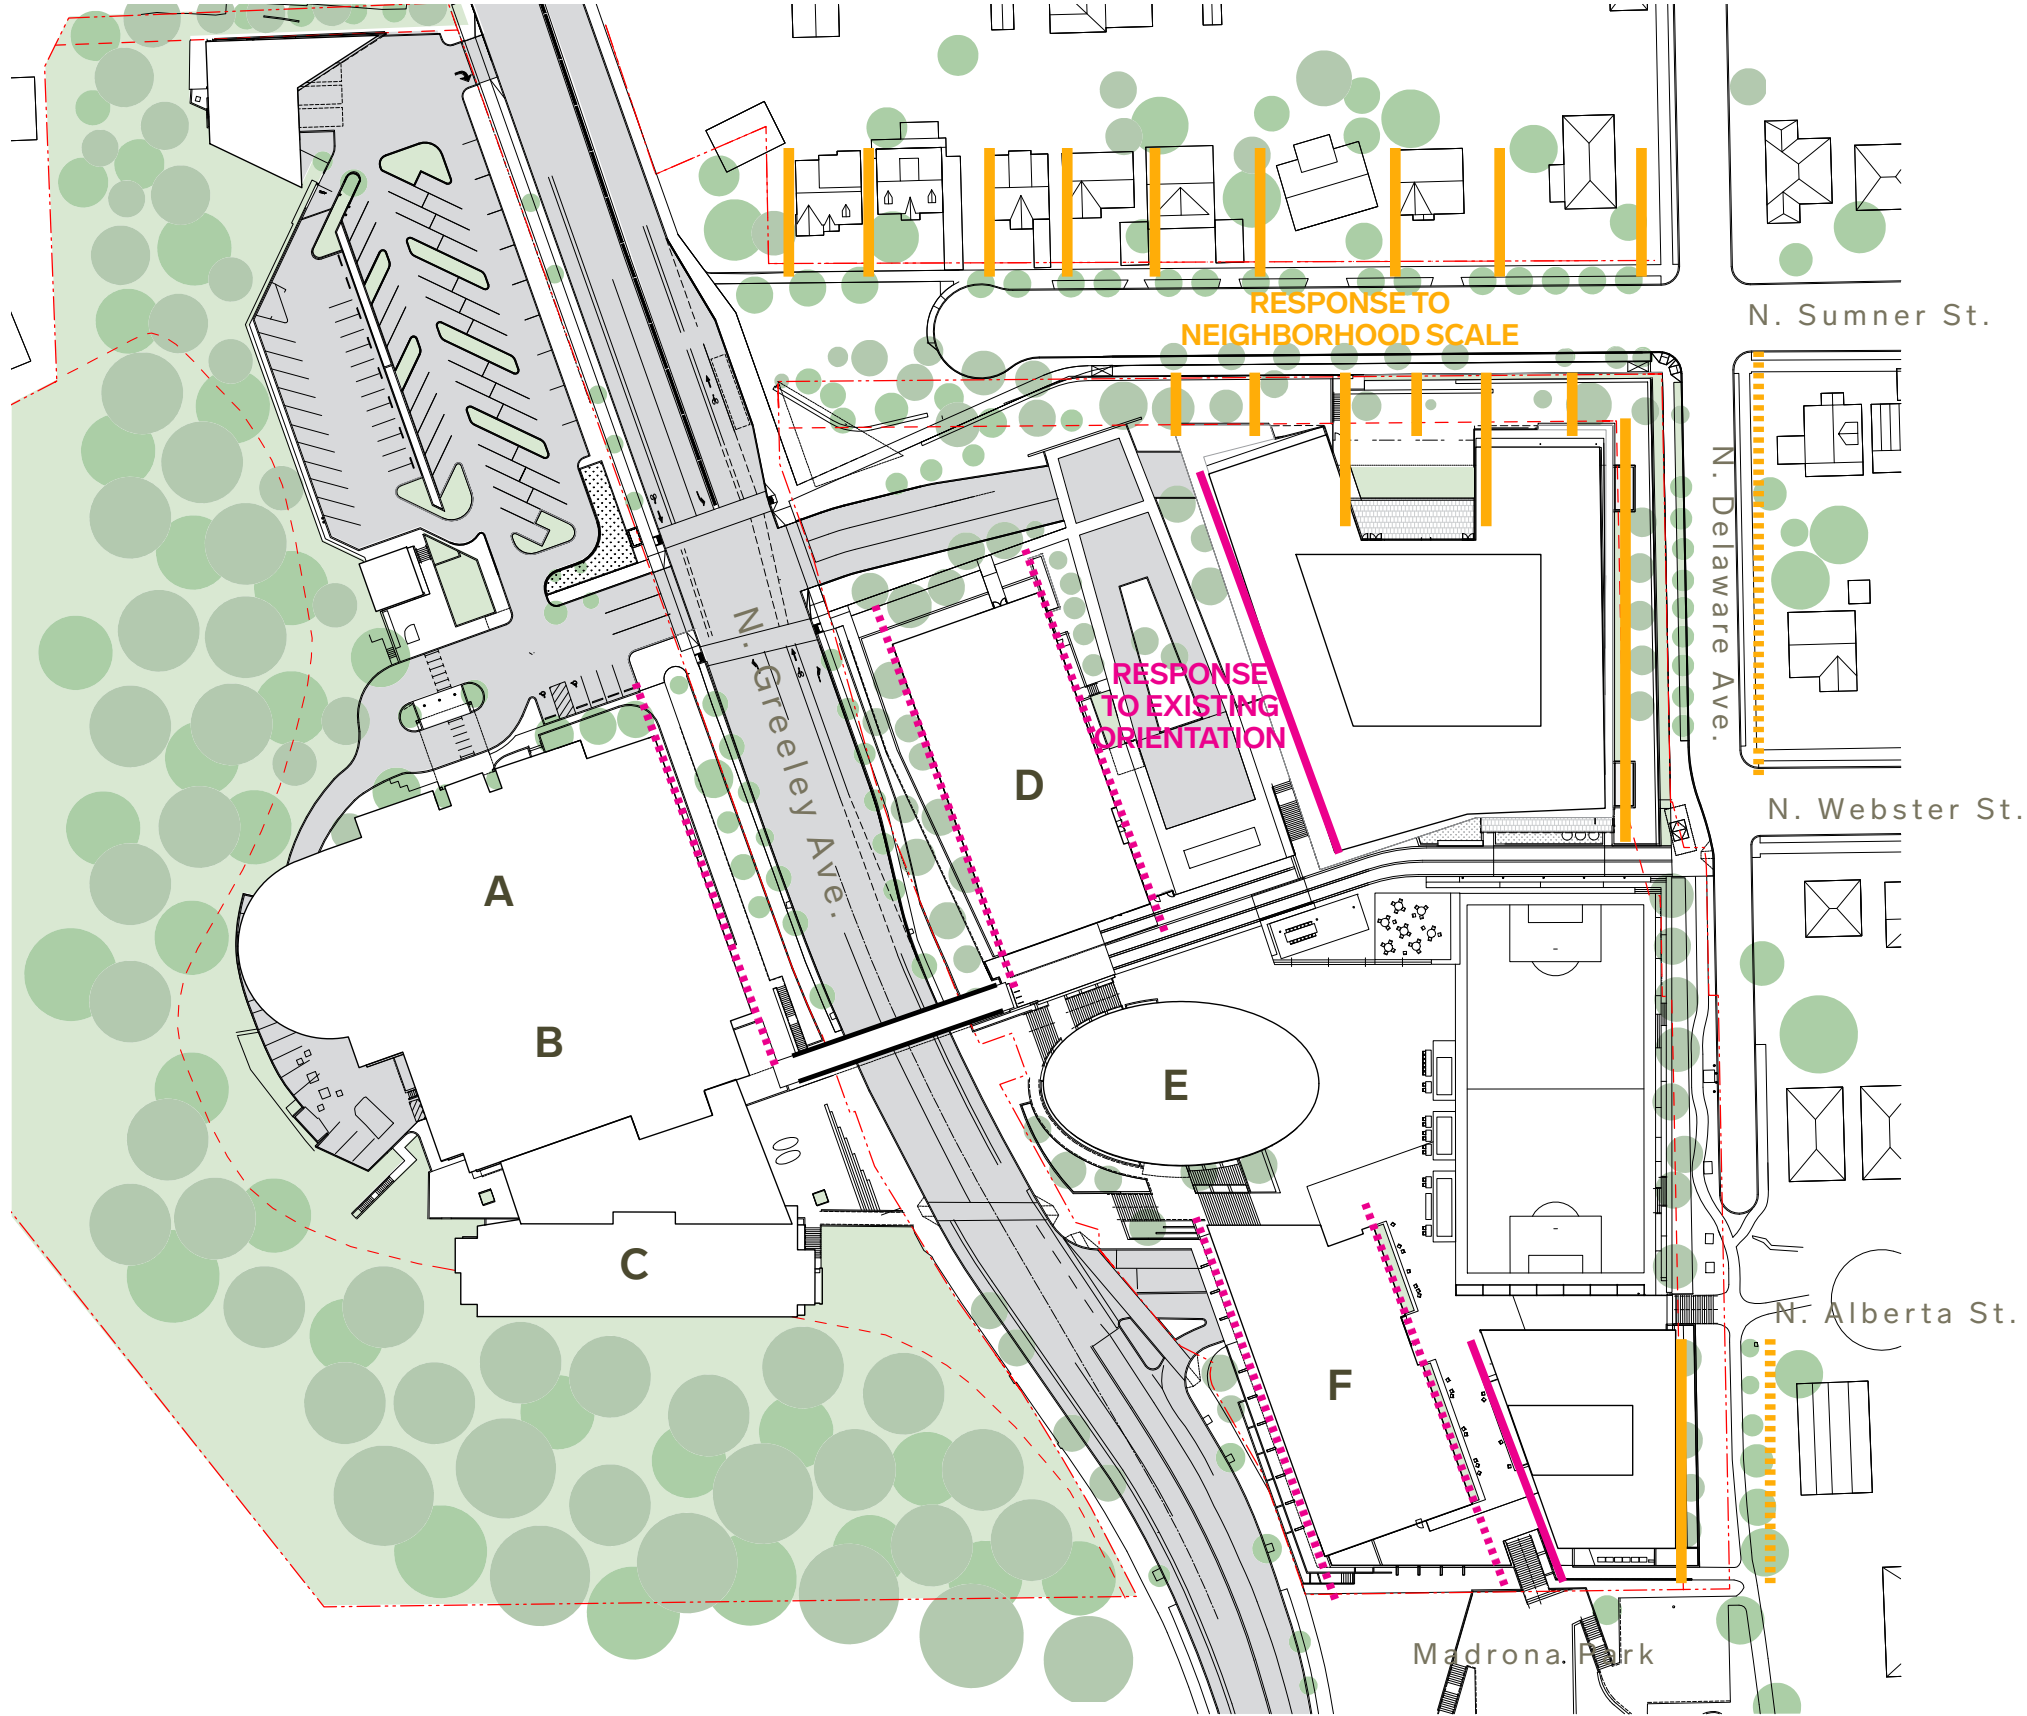 RESPONSE TO
NEIGHBORHOOD SCALE
N. Sumner St.
N. Delaware Ave.
N. Greeley Ave.
RESPONSE
TO EXISTING
ORIENTATION
D
N. Webster St.
A
B
E
C
N. Alberta St.
F
Madrona Park